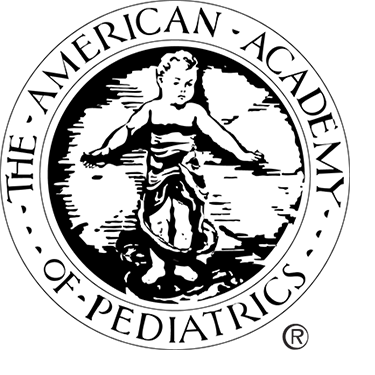 THE · AMERICAN · ACADEMY
OF · PEDIATRICS
®